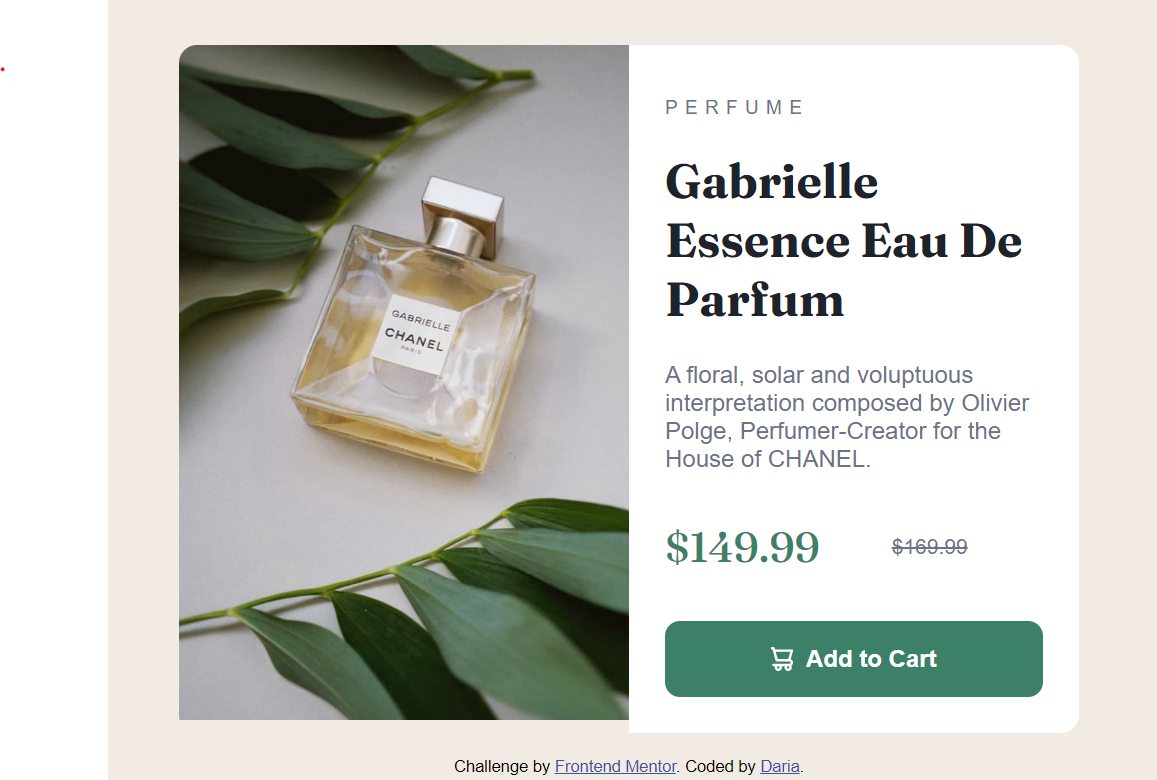 PERFUME
Gabrielle
Essence Eau De
Parfum
A floral, solar and voluptuous
interpretation composed by Olivier
Polge, Perfumer-Creator for the
House of CHANEL.
$149.99 $169.99
Add to Cart
GABRIELLE
CHANEL
PARIS
Challenge by Frontend Mentor. Coded by Daria.